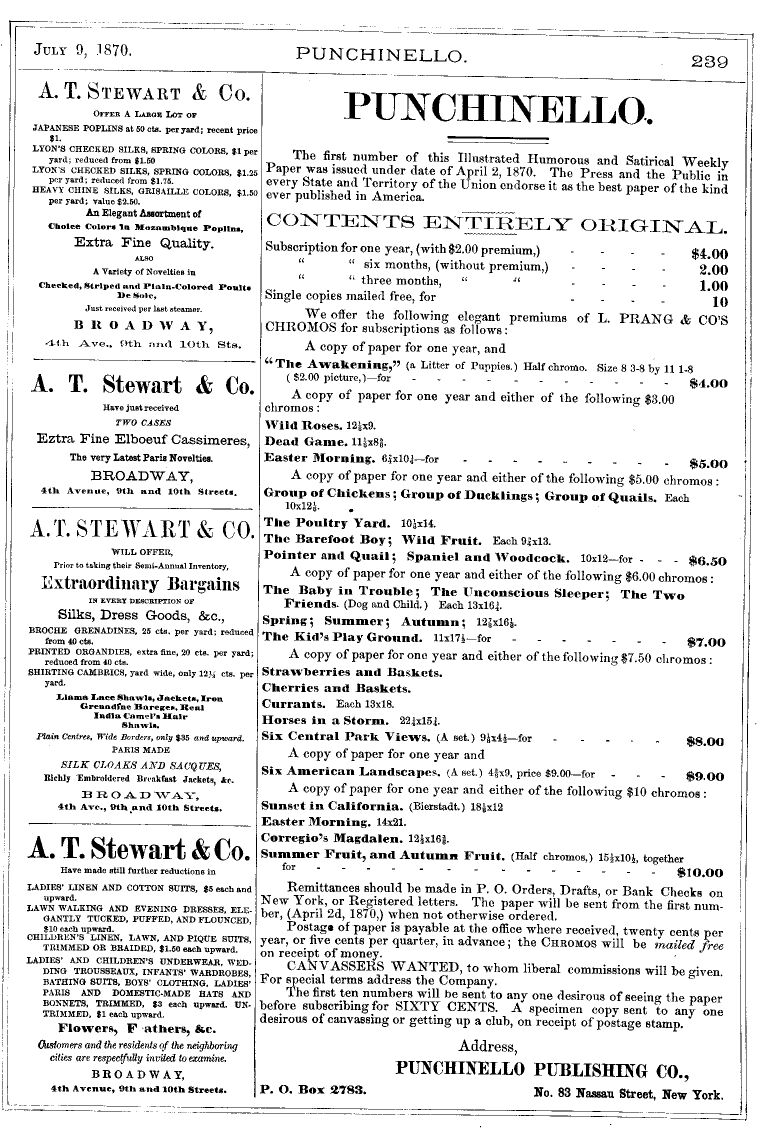 JULY 9, 1870.
PUNCHINELLO.
239
A. T. STEWART & CO.
OFFER A LARGE LOT OF
JAPANESE POPLINS at 50 cts. per yard; recent price
$1.
LYON'S CHECKED SILKS, SPRING COLORS, $1 per
yard; reduced from $1.50
LYON'S CHECKED SILKS, SPRING COLORS, $1.25
per yard; reduced from $1.75.
HEAVY CHINE SILKS, GRISAILLE COLORS, $1.50
per yard; value $2.50.
An Elegant Assortment of
Choice Colors in Mozambique Poplins,
Extra Fine Quality.
ALSO
A Variety of Novelties in
Checked, Striped and Plain-Colored Poults
De Soie,
Just received per last steamer.
BROADWAY,
4th Ave., 9th and 10th Sts.
A. T. Stewart & Co.
Have just received
TWO CASES
Eztra Fine Elboeuf Cassimeres,
The very Latest Paris Novelties.
BROADWAY,
4th Avenue, 9th and 10th Streets.
A. T. STEWART & CO.
WILL OFFER,
Prior to taking their Semi-Annual Inventory,
Extraordinary Bargains
IN EVERY DESCRIPTION OF
Silks, Dress Goods, &c.,
BROCHE GRENADINES, 25 cts. per yard; reduced
from 40 cts.
PRINTED ORGANDIES, extra fine, 20 cts. per yard;
reduced from 40 cts.
SHIRTING CAMBRICS, yard wide, only 12½ cts. per
yard.
Llama Lace Shawls, Jackets, Iron
Grenadine Bareges, Real
India Camel's Hair
Shawls,
Plain Centres, Wide Borders, only $35 and upward.
PARIS MADE
SILK CLOAKS AND SACQUES,
Richly Embroidered Breakfast Jackets, &c.
BROADWAY,
4th Ave., 9th and 10th Streets.
A. T. Stewart & Co.
Have made still further reductions in
LADIES' LINEN AND COTTON SUITS, $5 each and
upward.
LAWN WALKING AND EVENING DRESSES, ELE-
GANTLY TUCKED, PUFFED, AND FLOUNCED,
$10 each upward.
CHILDREN'S LINEN, LAWN, AND PIQUE SUITS,
TRIMMED OR BRAIDED, $1.50 each upward.
LADIES' AND CHILDREN'S UNDERWEAR, WED-
DING TROUSSEAUX, INFANTS' WARDROBES,
BATHING SUITS, BOYS' CLOTHING, LADIES'
PARIS AND DOMESTIC-MADE HATS AND
BONNETS, TRIMMED, $3 each upward. UN-
TRIMMED, $1 each upward.
Flowers, F athers, &c.
Customers and the residents of the neighboring
cities are respectfully invited to examine.
BROADWAY,
4th Avenue, 9th and 10th Streets.
PUNCHINELLO.
The first number of this Illustrated Humorous and Satirical Weekly
Paper was issued under date of April 2, 1870. The Press and the Public in
every State and Territory of the Union endorse it as the best paper of the kind
ever published in America.
CONTENTS ENTIRELY ORIGINAL.
Subscription for one year, (with $2.00 premium,) - - - - $4.00
" " six months, (without premium,) - - - - 2.00
" " three months, " " - - - - 1.00
Single copies mailed free, for - - - - 10
We offer the following elegant premiums of L. PRANG & CO'S
CHROMOS for subscriptions as follows:
A copy of paper for one year, and
"The Awakening," (a Litter of Puppies.) Half chromo. Size 8 3-8 by 11 1-8
($2.00 picture,)—for - - - - - - - - - - - $4.00
A copy of paper for one year and either of the following $3.00
chromos:
Wild Roses. 12⅛x9.
Dead Game. 11⅛x8⅝.
Easter Morning. 6¾x10¼—for - - - - - - - - $5.00
A copy of paper for one year and either of the following $5.00 chromos:
Group of Chickens; Group of Ducklings; Group of Quails. Each
10x12⅛.
The Poultry Yard. 10⅛x14.
The Barefoot Boy; Wild Fruit. Each 9¾x13.
Pointer and Quail; Spaniel and Woodcock. 10x12—for - - - $6.50
A copy of paper for one year and either of the following $6.00 chromos:
The Baby in Trouble; The Unconscious Sleeper; The Two
Friends. (Dog and Child.) Each 13x16¾.
Spring; Summer; Autumn; 12⅞x16⅛.
The Kid's Play Ground. 11x17½—for - - - - - - $7.00
A copy of paper for one year and either of the following $7.50 chromos:
Strawberries and Baskets.
Cherries and Baskets.
Currants. Each 13x18.
Horses in a Storm. 22¼x15¼.
Six Central Park Views. (A set.) 9⅛x4½—for - - - - - $8.00
A copy of paper for one year and
Six American Landscapes. (A set.) 4⅜x9, price $9.00—for - - - $9.00
A copy of paper for one year and either of the following $10 chromos:
Sunset in California. (Bierstadt.) 18½x12
Easter Morning. 14x21.
Corregio's Magdalen. 12½x16⅜.
Summer Fruit, and Autumn Fruit. (Half chromos,) 15½x10½, together
for - - - - - - - - - - - - - - $10.00
Remittances should be made in P. O. Orders, Drafts, or Bank Checks on
New York, or Registered letters. The paper will be sent from the first num-
ber, (April 2d, 1870,) when not otherwise ordered.
Postage of paper is payable at the office where received, twenty cents per
year, or five cents per quarter, in advance; the CHROMOS will be mailed free
on receipt of money.
CANVASSERS WANTED, to whom liberal commissions will be given.
For special terms address the Company.
The first ten numbers will be sent to any one desirous of seeing the paper
before subscribing for SIXTY CENTS. A specimen copy sent to any one
desirous of canvassing or getting up a club, on receipt of postage stamp.
Address,
PUNCHINELLO PUBLISHING CO.,
P. O. Box 2783.
No. 83 Nassau Street, New York.